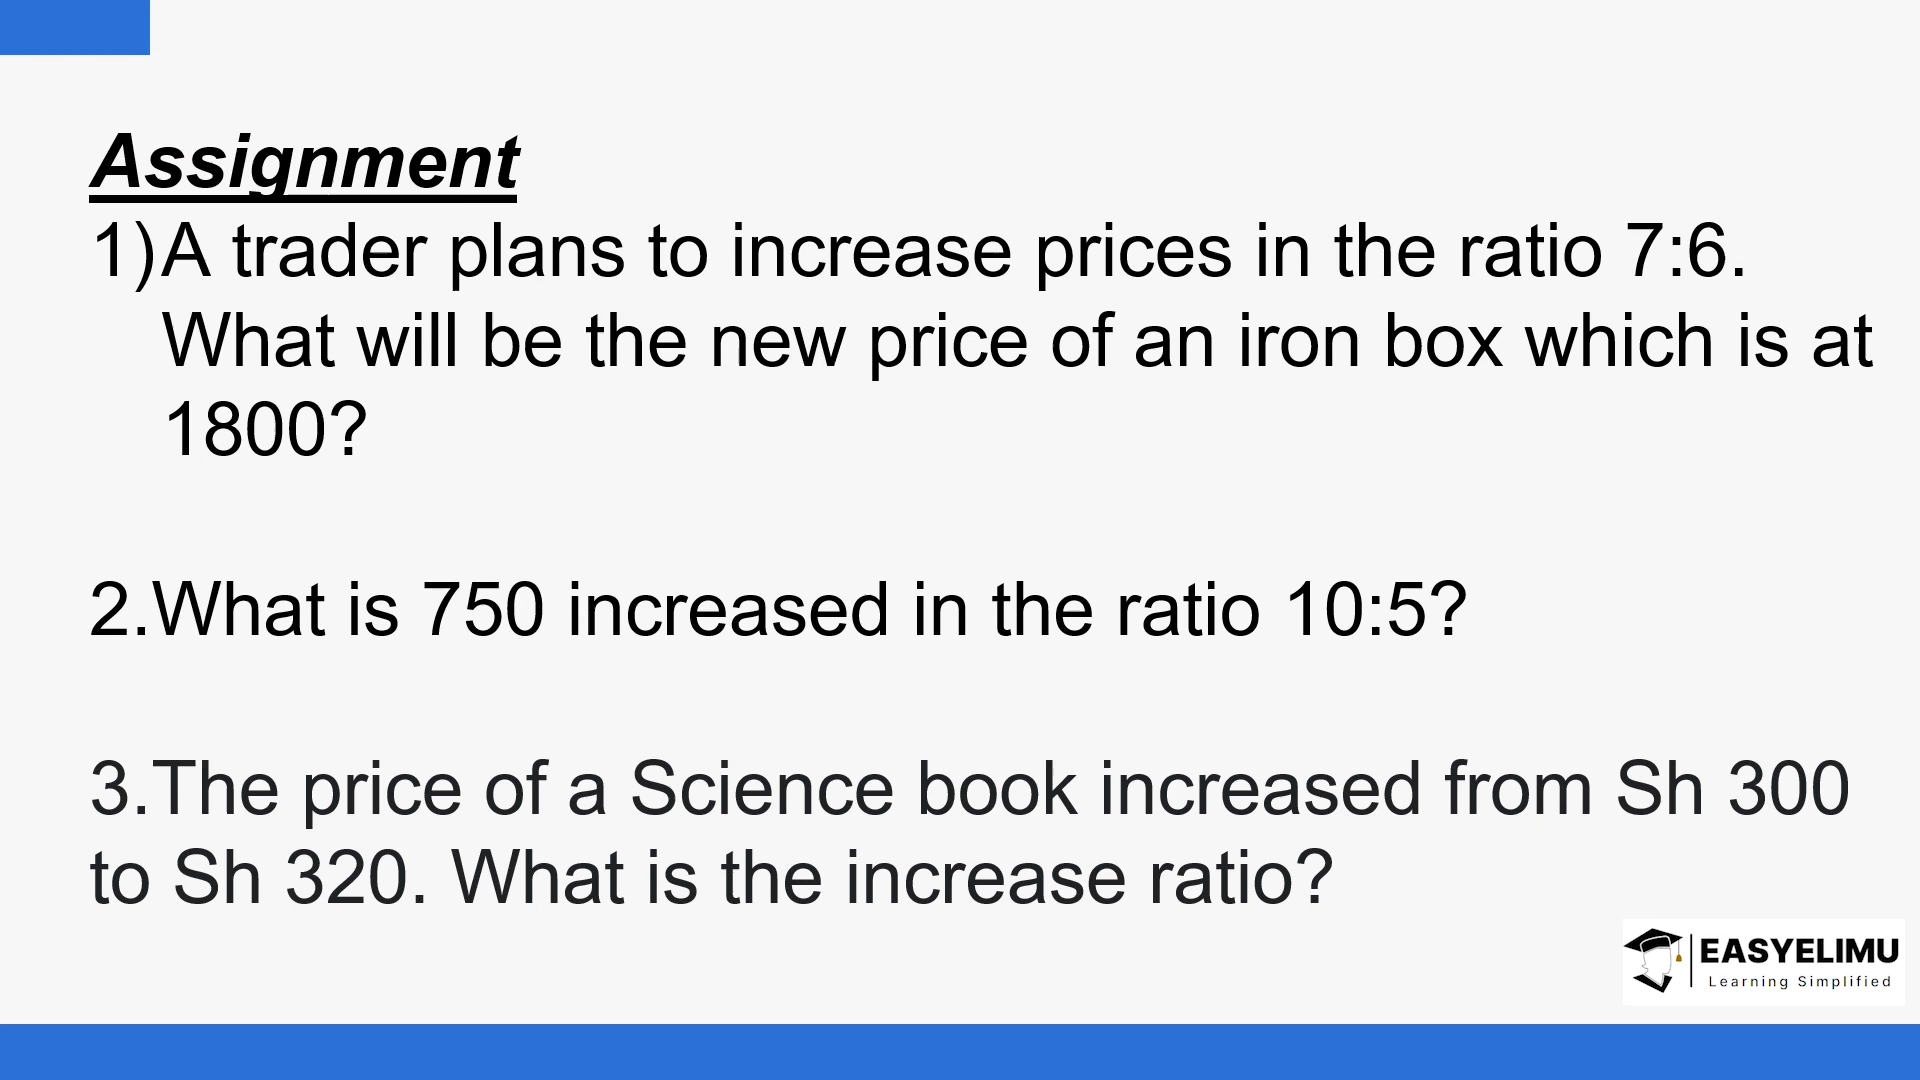 Assignment
1)A trader plans to increase prices in the ratio 7:6.
What will be the new price of an iron box which is at
1800?
2.What is 750 increased in the ratio 10:5?
3.The price of a Science book increased from Sh 300
to Sh 320. What is the increase ratio?
EASYELIMU
Learning Simplified